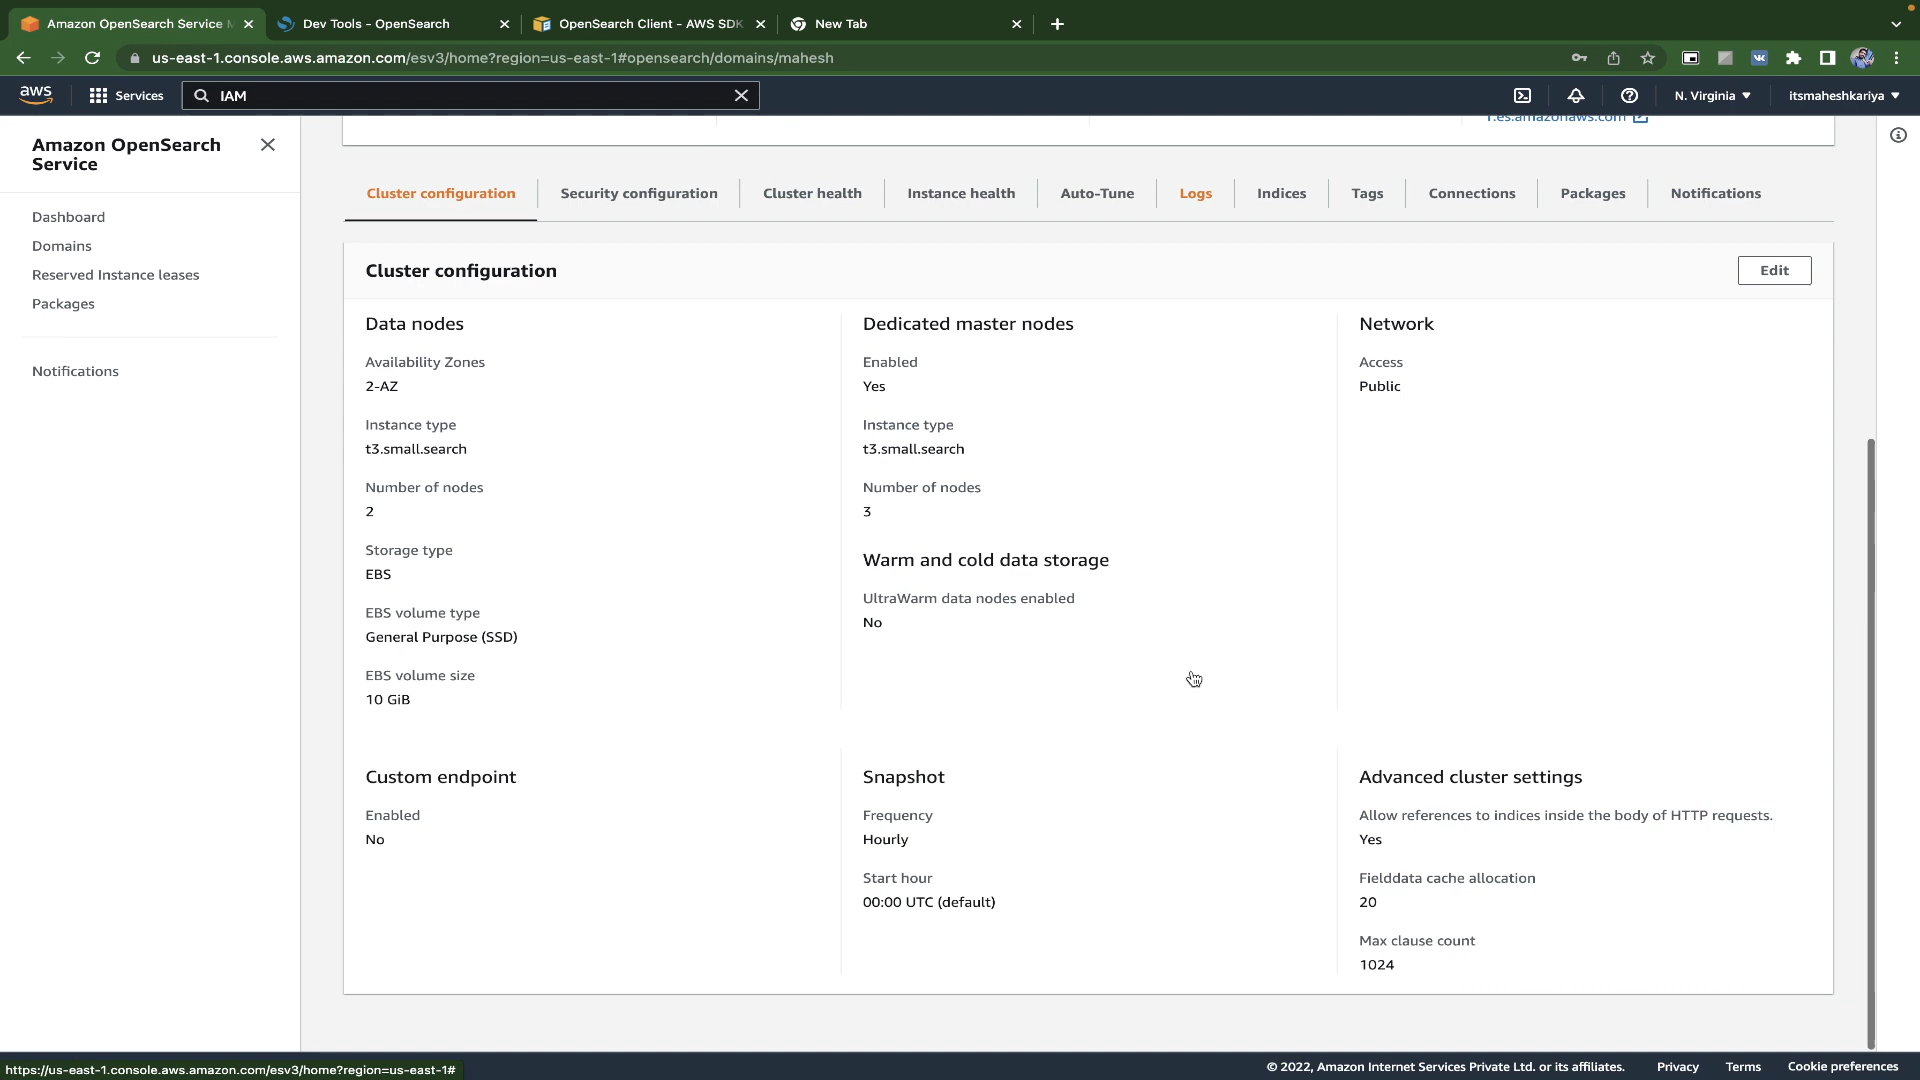 Amazon OpenSearch Service M
Dev Tools - OpenSearch
OpenSearch Client - AWS SDK
New Tab
us-east-1.console.aws.amazon.com/esv3/home?region=us-east-1#opensearch/domains/mahesh
aws
Services
IAM
N. Virginia
itsmaheshkariya
Amazon OpenSearch
Service
Dashboard
Domains
Reserved Instance leases
Packages
Notifications
1.es.amazonaws.com
Cluster configuration
Security configuration
Cluster health
Instance health
Auto-Tune
Logs
Indices
Tags
Connections
Packages
Notifications
Cluster configuration
Edit
Data nodes
Availability Zones
2-AZ
Instance type
t3.small.search
Number of nodes
2
Storage type
EBS
EBS volume type
General Purpose (SSD)
EBS volume size
10 GiB
Dedicated master nodes
Enabled
Yes
Instance type
t3.small.search
Number of nodes
3
Warm and cold data storage
UltraWarm data nodes enabled
No
Network
Access
Public
Custom endpoint
Enabled
No
Snapshot
Frequency
Hourly
Start hour
00:00 UTC (default)
Advanced cluster settings
Allow references to indices inside the body of HTTP requests.
Yes
Fielddata cache allocation
20
Max clause count
1024
https://us-east-1.console.aws.amazon.com/esv3/home?region=us-east-1#
© 2022, Amazon Internet Services Private Ltd. or its affiliates.
Privacy
Terms
Cookie preferences